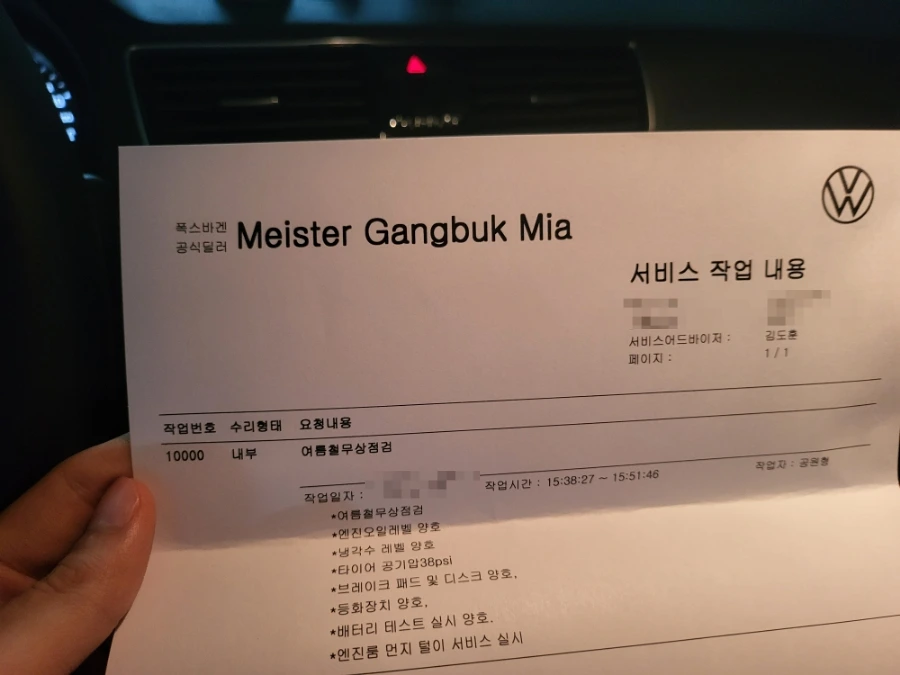 폭스바겐
공식딜러 Meister Gangbuk Mia
서비스 작업 내용
서비스어드바이저 : 김도훈
페이지 : 1 / 1
작업번호 수리형태 요청내용
10000 내부 여름철무상점검
작업일자 : 작업시간 : 15:38:27 ~ 15:51:46 작업자 : 공원형
*여름철무상점검
*엔진오일레벨 양호
*냉각수 레벨 양호
*타이어 공기압38psi
*브레이크 패드 및 디스크 양호,
*등화장치 양호,
*배터리 테스트 실시 양호.
*엔진룸 먼지 털이 서비스 실시